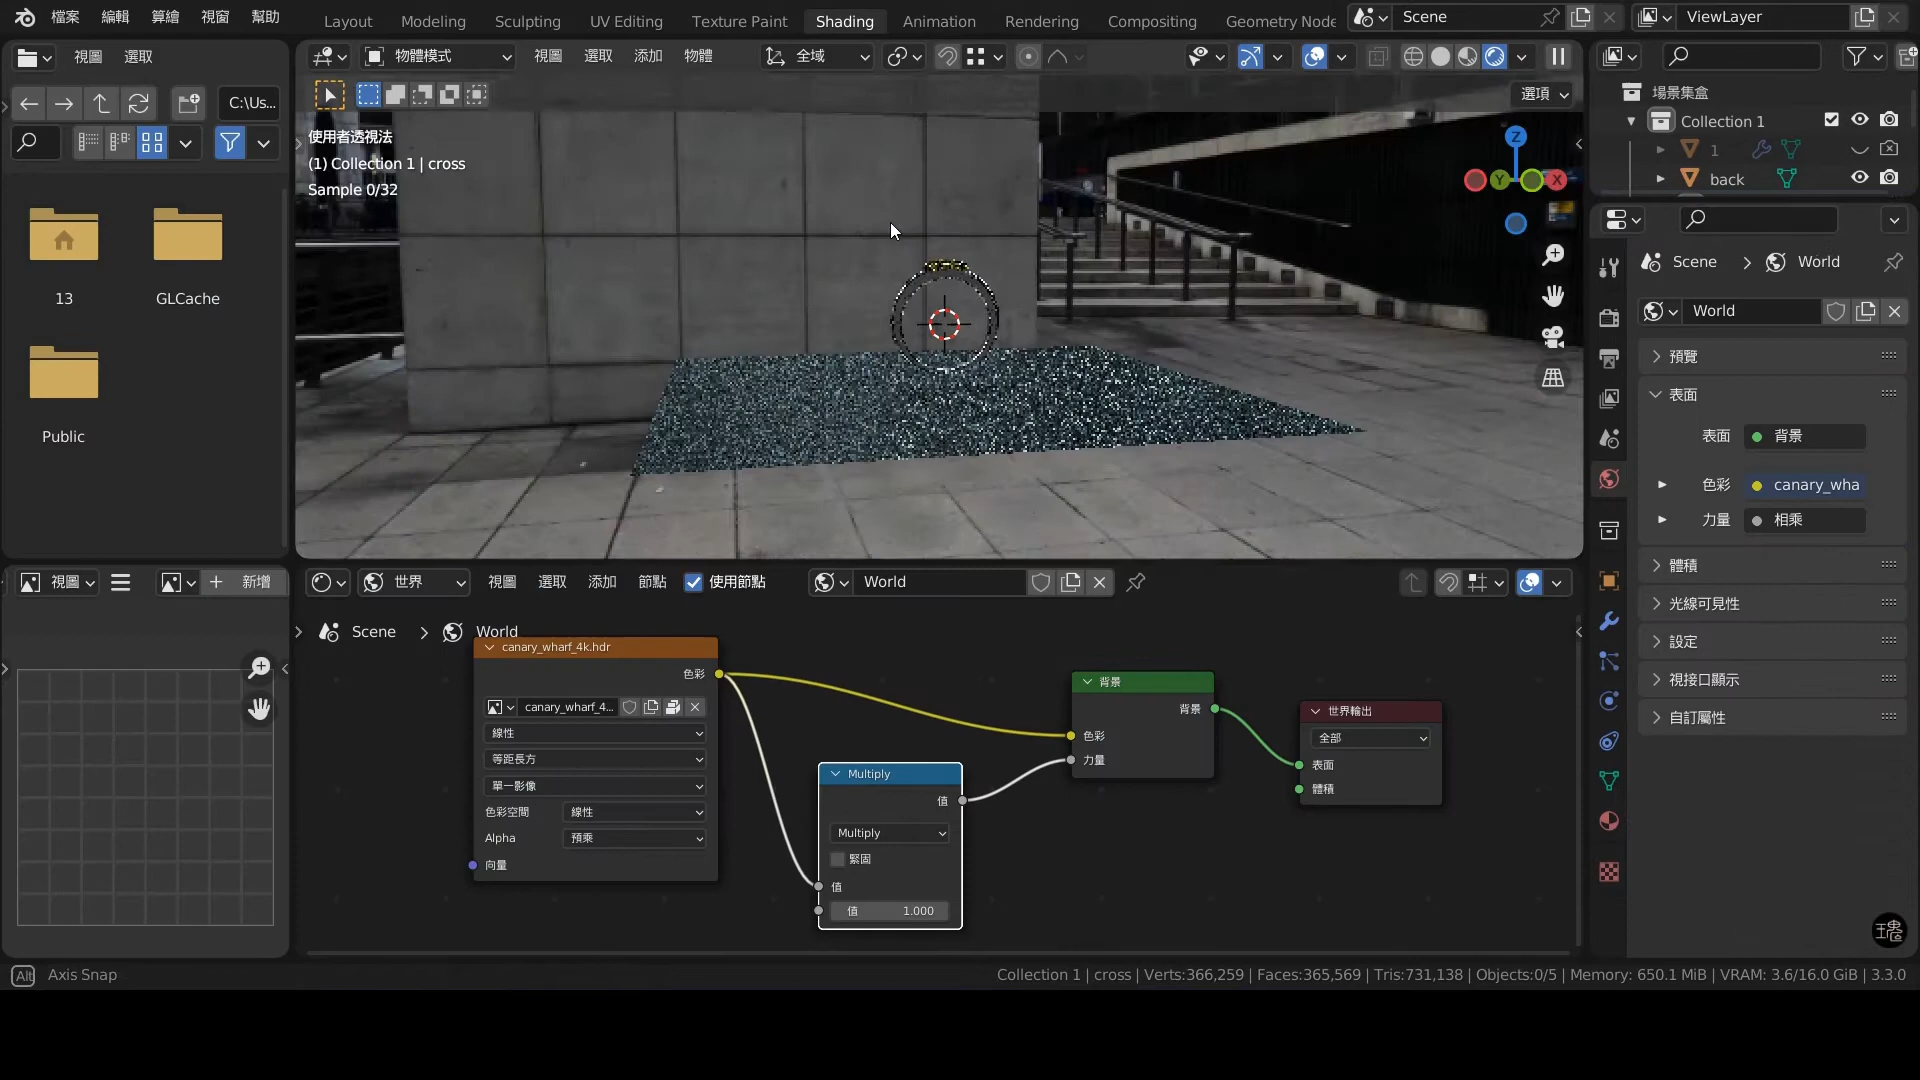 檔案 編輯 算繪 視窗 幫助 Layout Modeling Sculpting UV Editing Texture Paint Shading Animation Rendering Compositing Geometry Node Scene ViewLayer
視圖 選取 物體模式 視圖 選取 添加 物體 全域
C:\Us...
選項
使用者透視法
(1) Collection 1 | cross
Sample 0/32
Z
Y
X
13
GLCache
Public
場景集盒
Collection 1
1
back
Scene World
World
預覽
表面
表面 背景
色彩 canary_wha
力量 相乘
體積
光線可見性
設定
視接口顯示
自訂屬性
視圖 新增
世界 視圖 選取 添加 節點 使用節點 World
Scene World
canary_wharf_4k.hdr
色彩
canary_wharf_4...
線性
等距長方
單一影像
色彩空間 線性
Alpha 預乘
向量
Multiply
值
Multiply
緊固
值
值 1.000
背景
背景
色彩
力量
世界輸出
全部
表面
體積
Alt Axis Snap
Collection 1 | cross | Verts:366,259 | Faces:365,569 | Tris:731,138 | Objects:0/5 | Memory: 650.1 MiB | VRAM: 3.6/16.0 GiB | 3.3.0